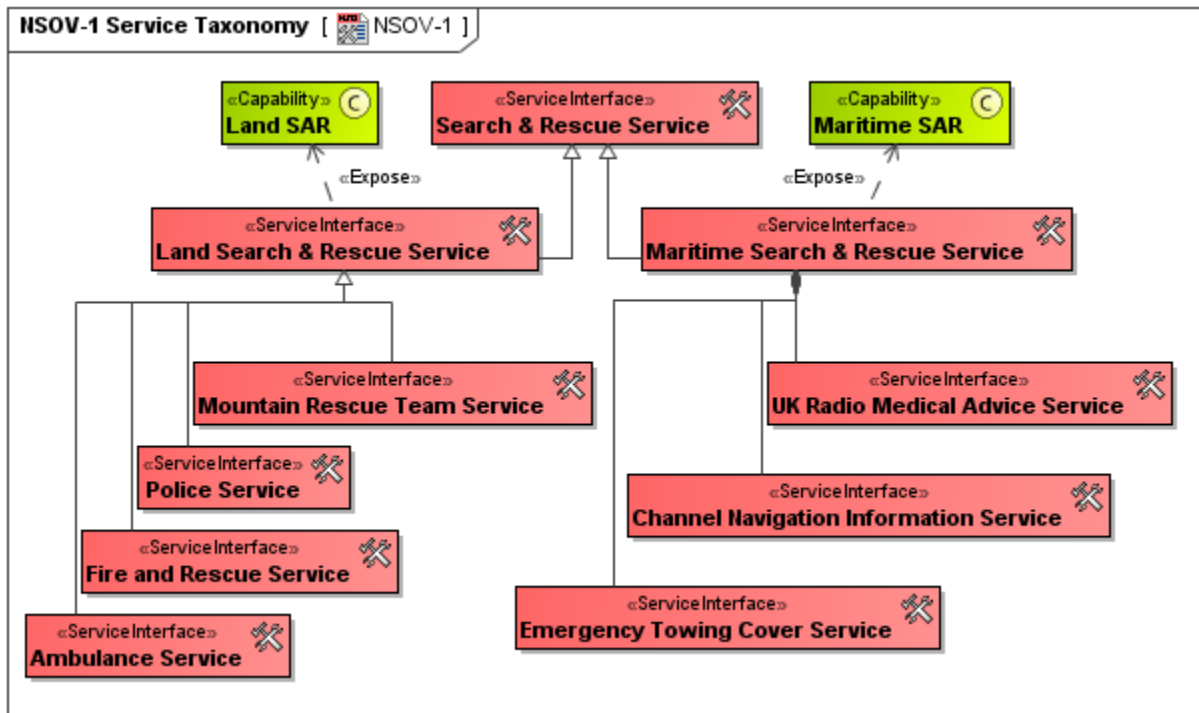 NSOV-1 Service Taxonomy [ NSOV-1 ]
«Capability» C
Land SAR
«ServiceInterface»
Search & Rescue Service
«Capability» C
Maritime SAR
«Expose»
«Expose»
«ServiceInterface»
Land Search & Rescue Service
«ServiceInterface»
Maritime Search & Rescue Service
«ServiceInterface»
Mountain Rescue Team Service
«ServiceInterface»
UK Radio Medical Advice Service
«ServiceInterface»
Police Service
«ServiceInterface»
Channel Navigation Information Service
«ServiceInterface»
Fire and Rescue Service
«ServiceInterface»
Emergency Towing Cover Service
«ServiceInterface»
Ambulance Service